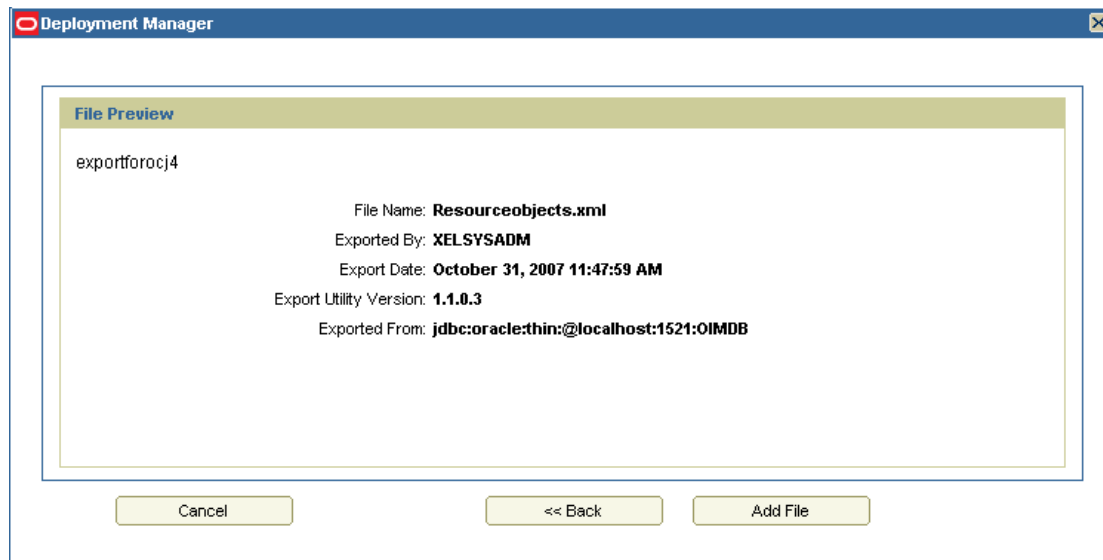 Deployment Manager
File Preview
exportforocj4
File Name: Resourceobjects.xml
Exported By: XELSYSADM
Export Date: October 31, 2007 11:47:59 AM
Export Utility Version: 1.1.0.3
Exported From: jdbc:oracle:thin:@localhost:1521:OIMDB
Cancel << Back Add File